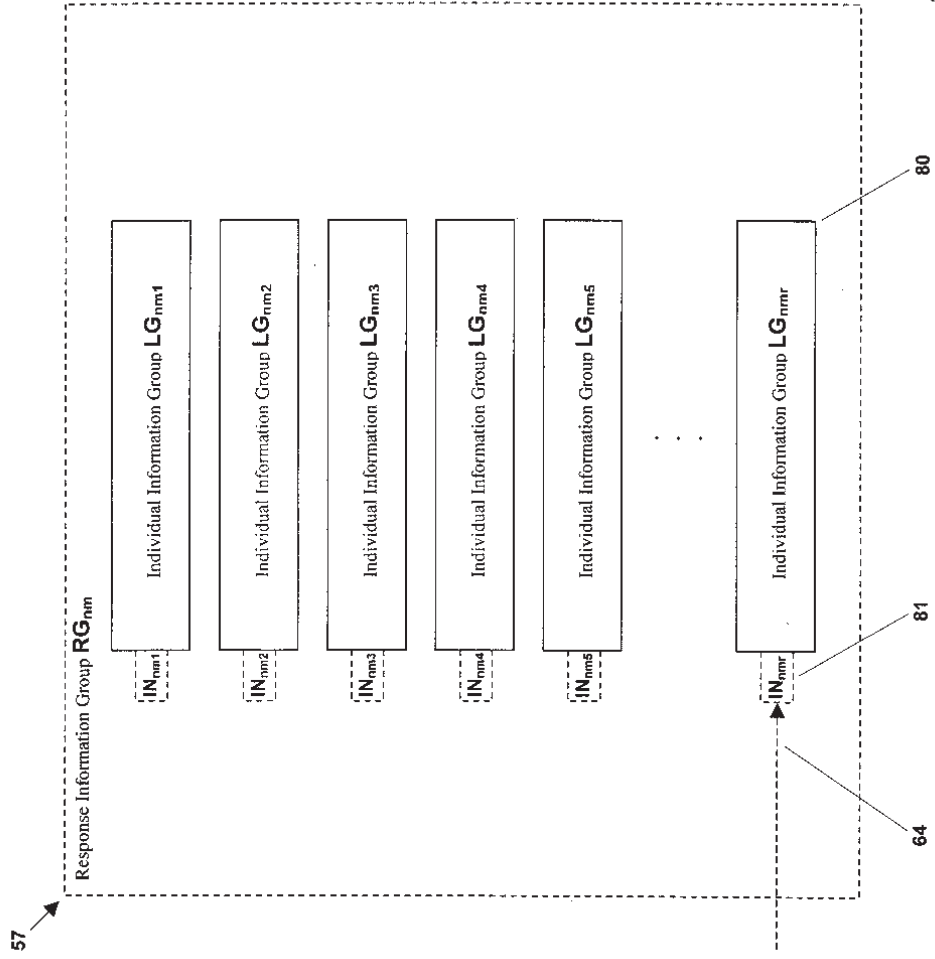 57
Response Information Group RGnm
INnm1
Individual Information Group LGnm1
INnm2
Individual Information Group LGnm2
INnm3
Individual Information Group LGnm3
INnm4
Individual Information Group LGnm4
INnm5
Individual Information Group LGnm5
. . .
INnmr
Individual Information Group LGnmr
64
81
80